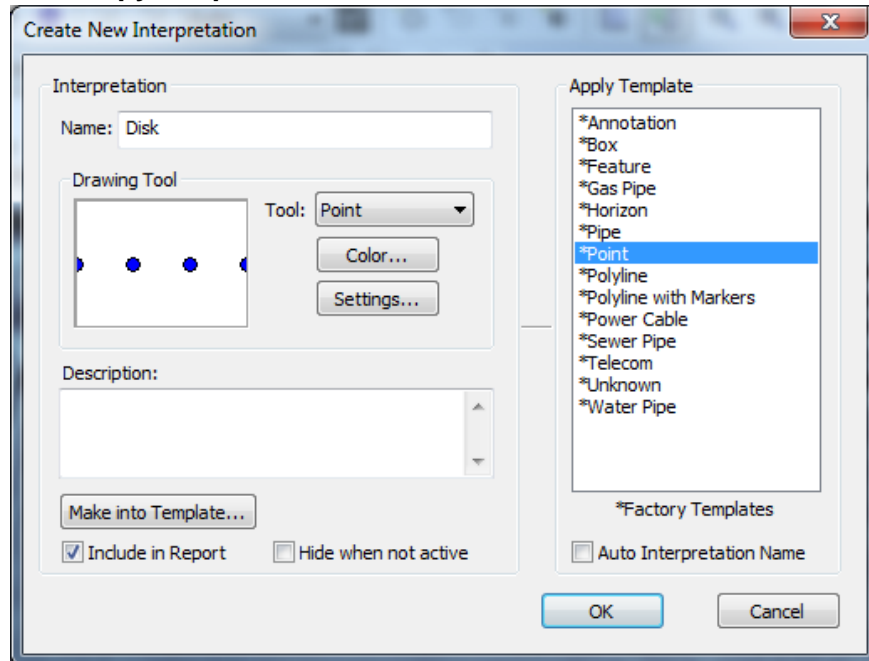 Create New Interpretation
X
Interpretation
Name: Disk
Drawing Tool
Tool: Point
Color...
Settings...
Description:
Make into Template...
Include in Report
Hide when not active
Apply Template
*Annotation
*Box
*Feature
*Gas Pipe
*Horizon
*Pipe
*Point
*Polyline
*Polyline with Markers
*Power Cable
*Sewer Pipe
*Telecom
*Unknown
*Water Pipe
*Factory Templates
Auto Interpretation Name
OK
Cancel